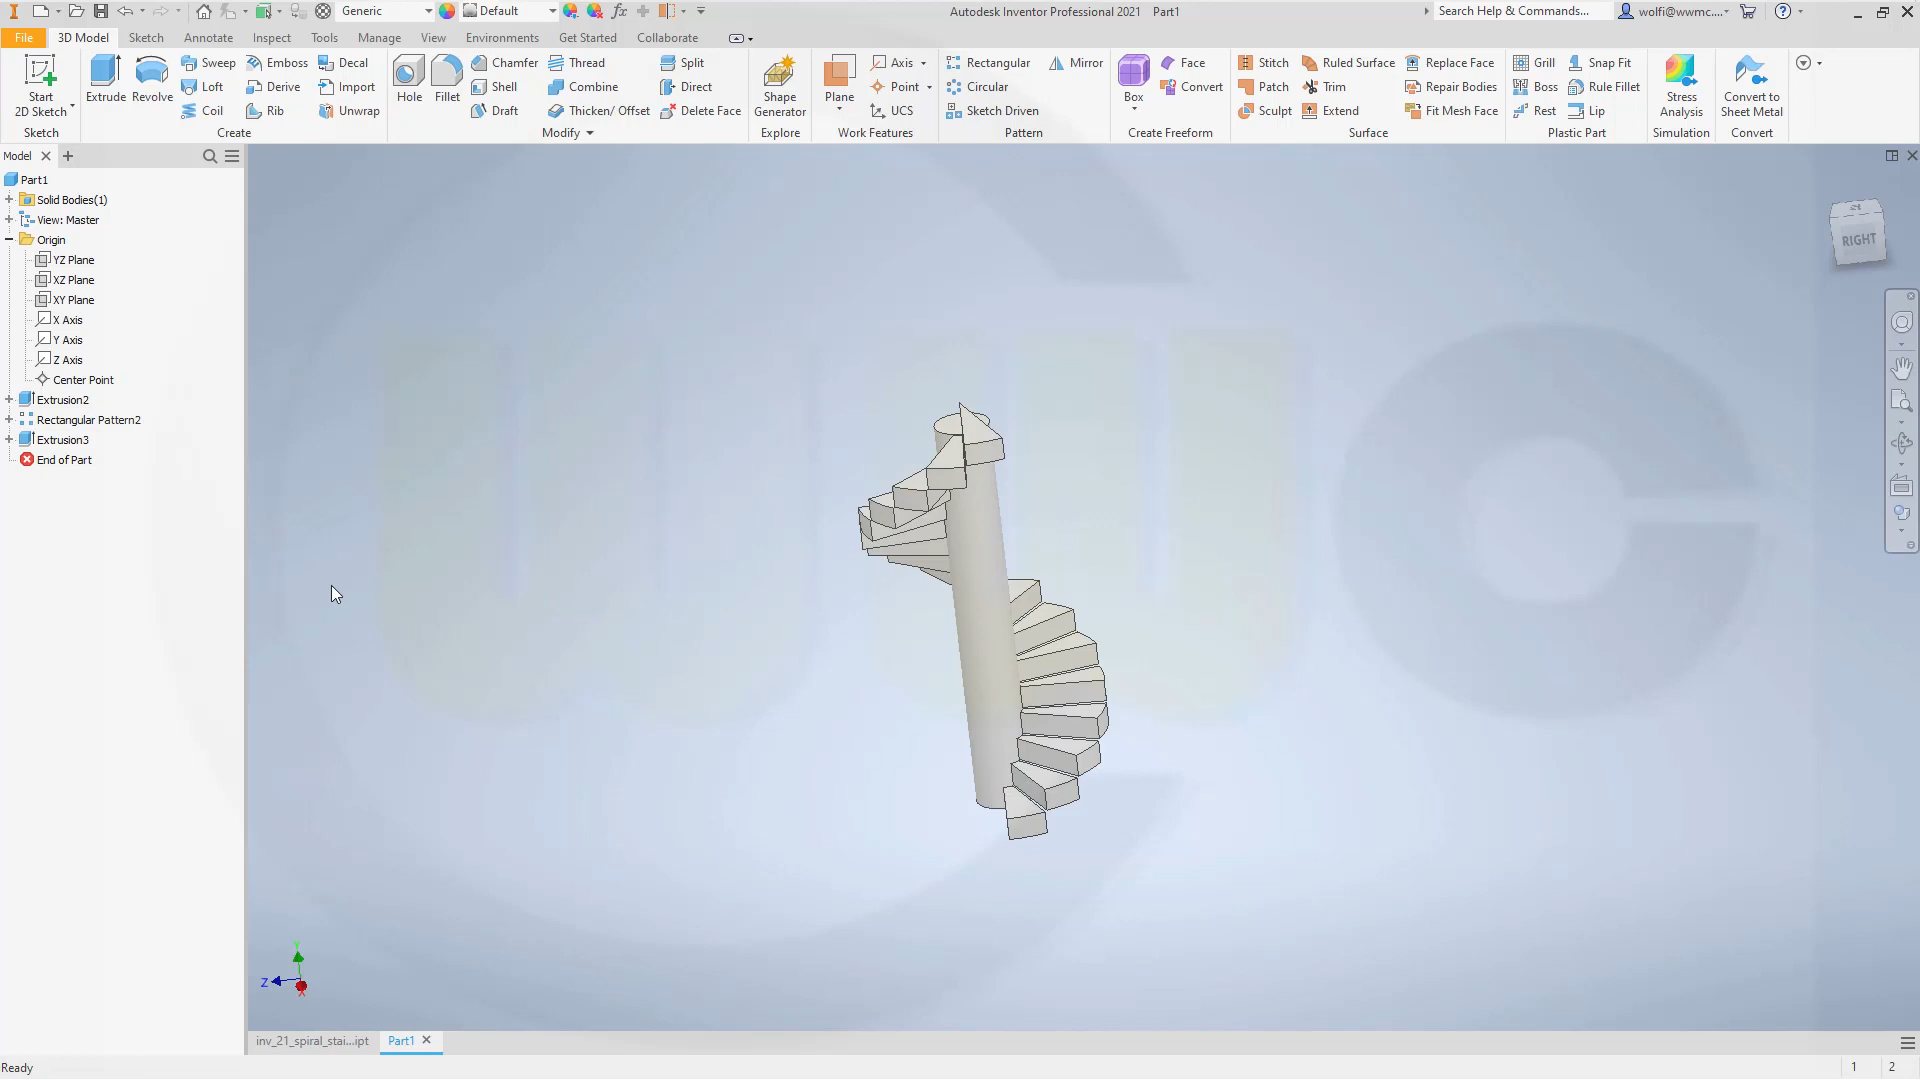 Generic
Default
Autodesk Inventor Professional 2021 Part1
Search Help & Commands...
wolfi@wwmc....
File 3D Model Sketch Annotate Inspect Tools Manage View Environments Get Started Collaborate
Start
2D Sketch
Sketch
Extrude
Revolve
Sweep Emboss Decal
Loft Derive Import
Coil Rib Unwrap
Create
Hole
Fillet
Chamfer Thread Split
Shell Combine Direct
Draft Thicken/ Offset Delete Face
Modify
Shape
Generator
Explore
Plane
Axis
Point
UCS
Work Features
Rectangular Mirror
Circular
Sketch Driven
Pattern
Box
Face
Convert
Create Freeform
Stitch Ruled Surface Replace Face
Patch Trim Repair Bodies
Sculpt Extend Fit Mesh Face
Surface
Grill Snap Fit
Boss Rule Fillet
Rest Lip
Plastic Part
Stress
Analysis
Simulation
Convert to
Sheet Metal
Convert
Model
Part1
Solid Bodies(1)
View: Master
Origin
YZ Plane
XZ Plane
XY Plane
X Axis
Y Axis
Z Axis
Center Point
Extrusion2
Rectangular Pattern2
Extrusion3
End of Part
RIGHT
Y
Z
X
inv_21_spiral_stai...ipt Part1
Ready
1 2